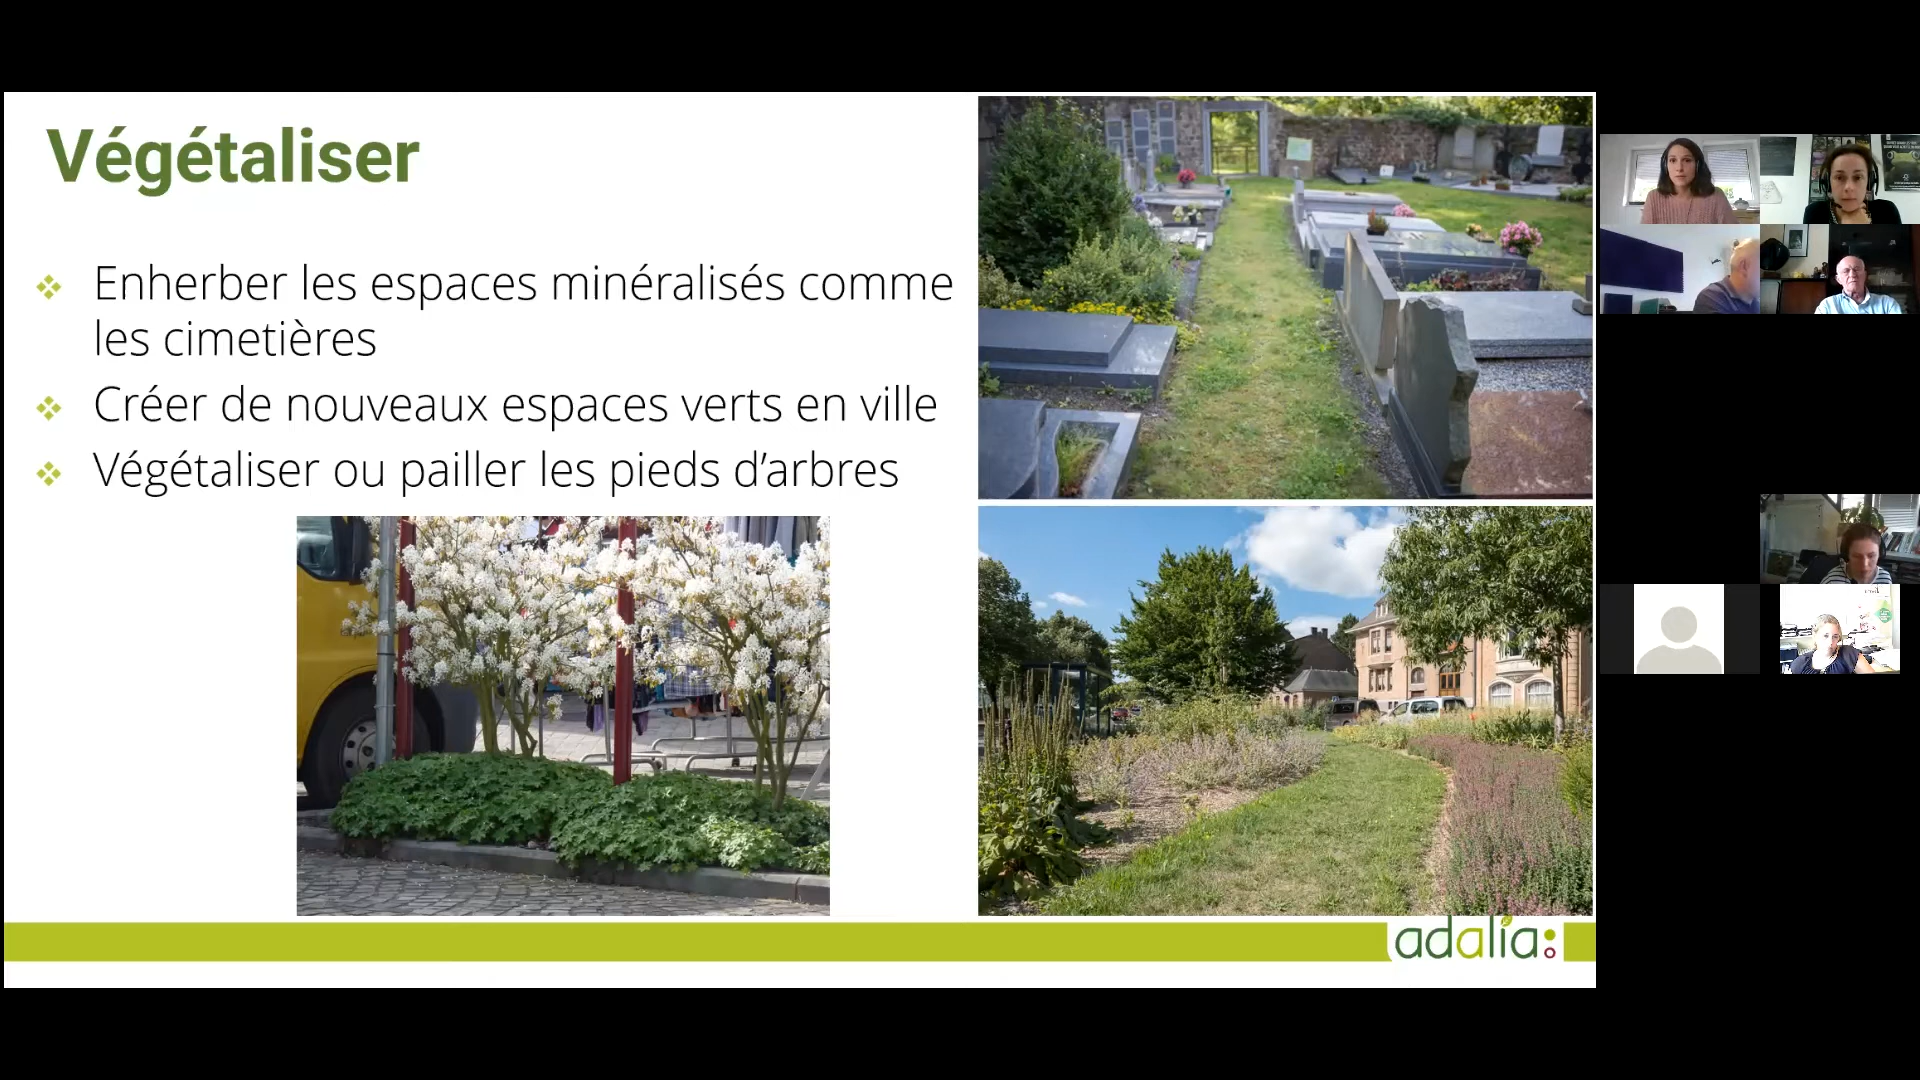 Végétaliser
Enherber les espaces minéralisés comme
les cimetières
Créer de nouveaux espaces verts en ville
Végétaliser ou pailler les pieds d’arbres
adalia